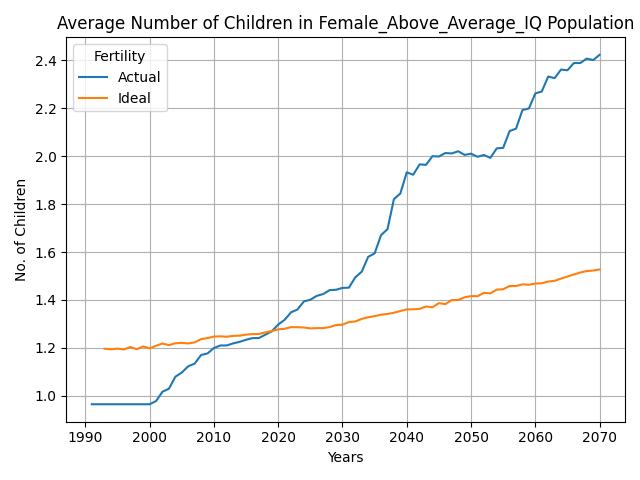 Average Number of Children in Female_Above_Average_IQ Population
Fertility
Actual
Ideal
No. of Children
2.4
2.2
2.0
1.8
1.6
1.4
1.2
1.0
1990 2000 2010 2020 2030 2040 2050 2060 2070
Years